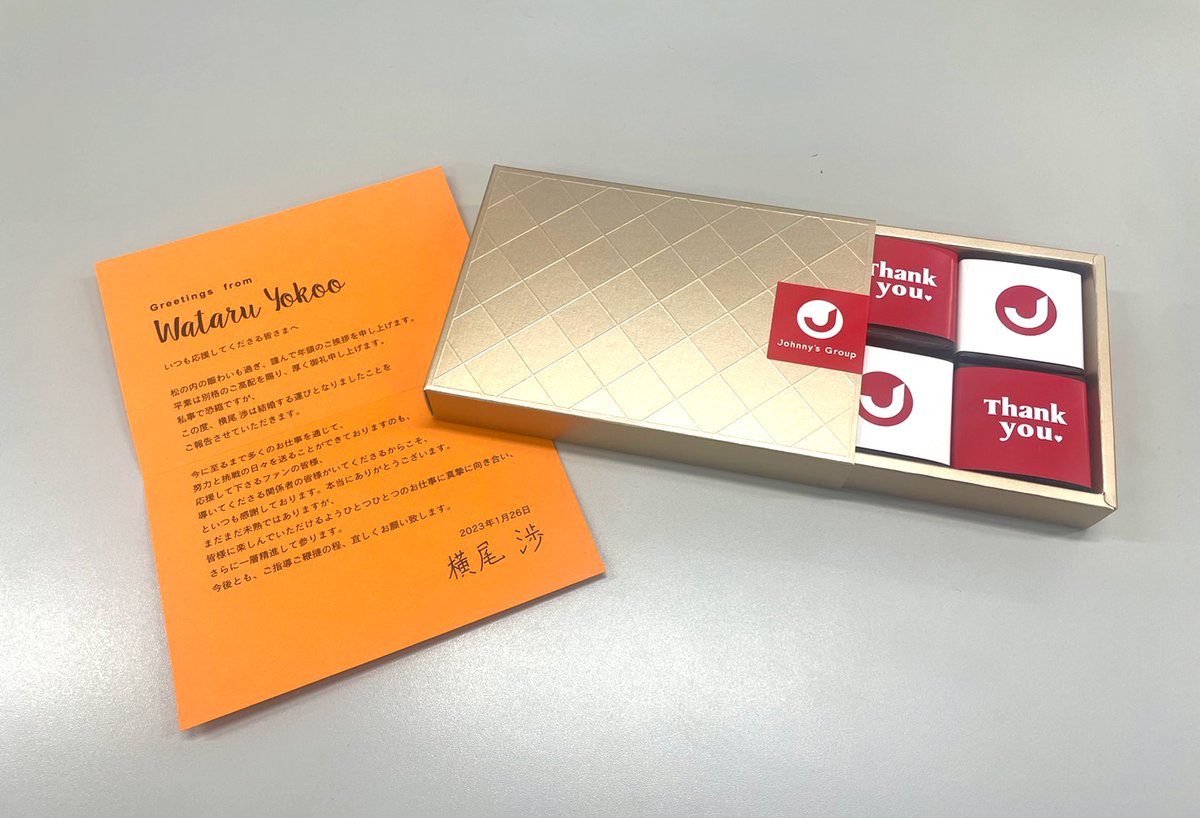 Greetings from
Wataru Yokoo
いつも応援してくださる皆さまへ
松の内の賑わいも過ぎ、謹んで年頭のご挨拶を申し上げます。
平素は別格のご高配を賜り、厚く御礼申し上げます。
私事で恐縮ですが、
この度、横尾 渉は結婚する運びとなりましたことを
ご報告させていただきます。
今に至るまで多くのお仕事を通じて、
努力と挑戦の日々を送ることができておりますのも、
応援して下さるファンの皆様、
導いてくださる関係者の皆様がいてくださるからこそ、
といつも感謝しております。本当にありがとうございます。
まだまだ未熟ではありますが、
皆様に楽しんでいただけるようひとつひとつのお仕事に真摯に向き合い、
さらに一層精進して参ります。
今後とも、ご指導ご鞭撻の程、宜しくお願い致します。
2023年1月26日
横尾 渉
Johnny's Group
Thank
you
Thank
you